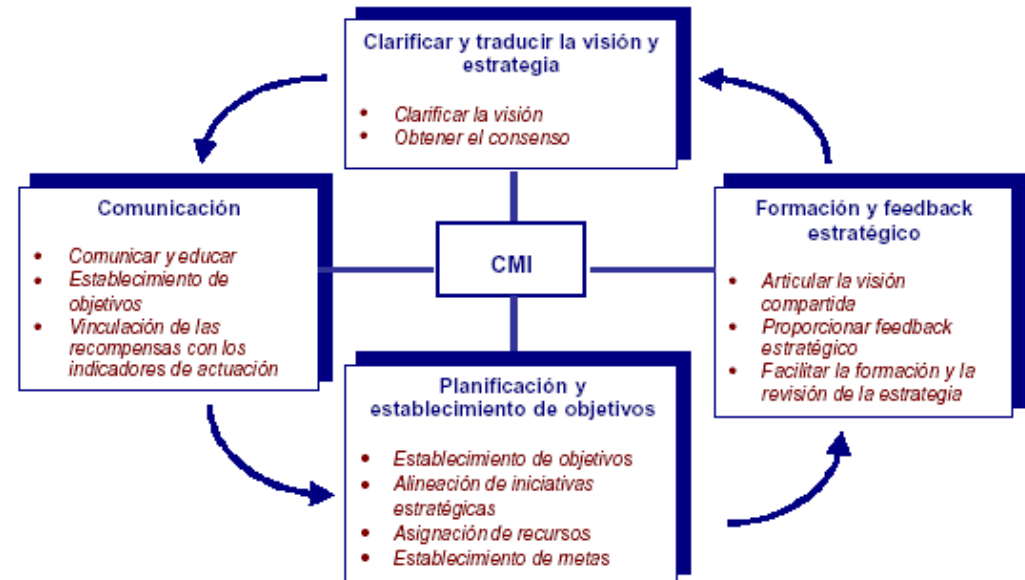 Clarificar y traducir la visión y
estrategia
• Clarificar la visión
• Obtener el consenso
Comunicación
• Comunicar y educar
• Establecimiento de
objetivos
• Vinculación de las
recompensas con los
indicadores de actuación
CMI
Formación y feedback
estratégico
• Articular la visión
compartida
• Proporcionar feedback
estratégico
• Facilitar la formación y la
revisión de la estrategia
Planificación y
establecimiento de objetivos
• Establecimiento de objetivos
• Alineación de iniciativas
estratégicas
• Asignación de recursos
• Establecimiento de metas